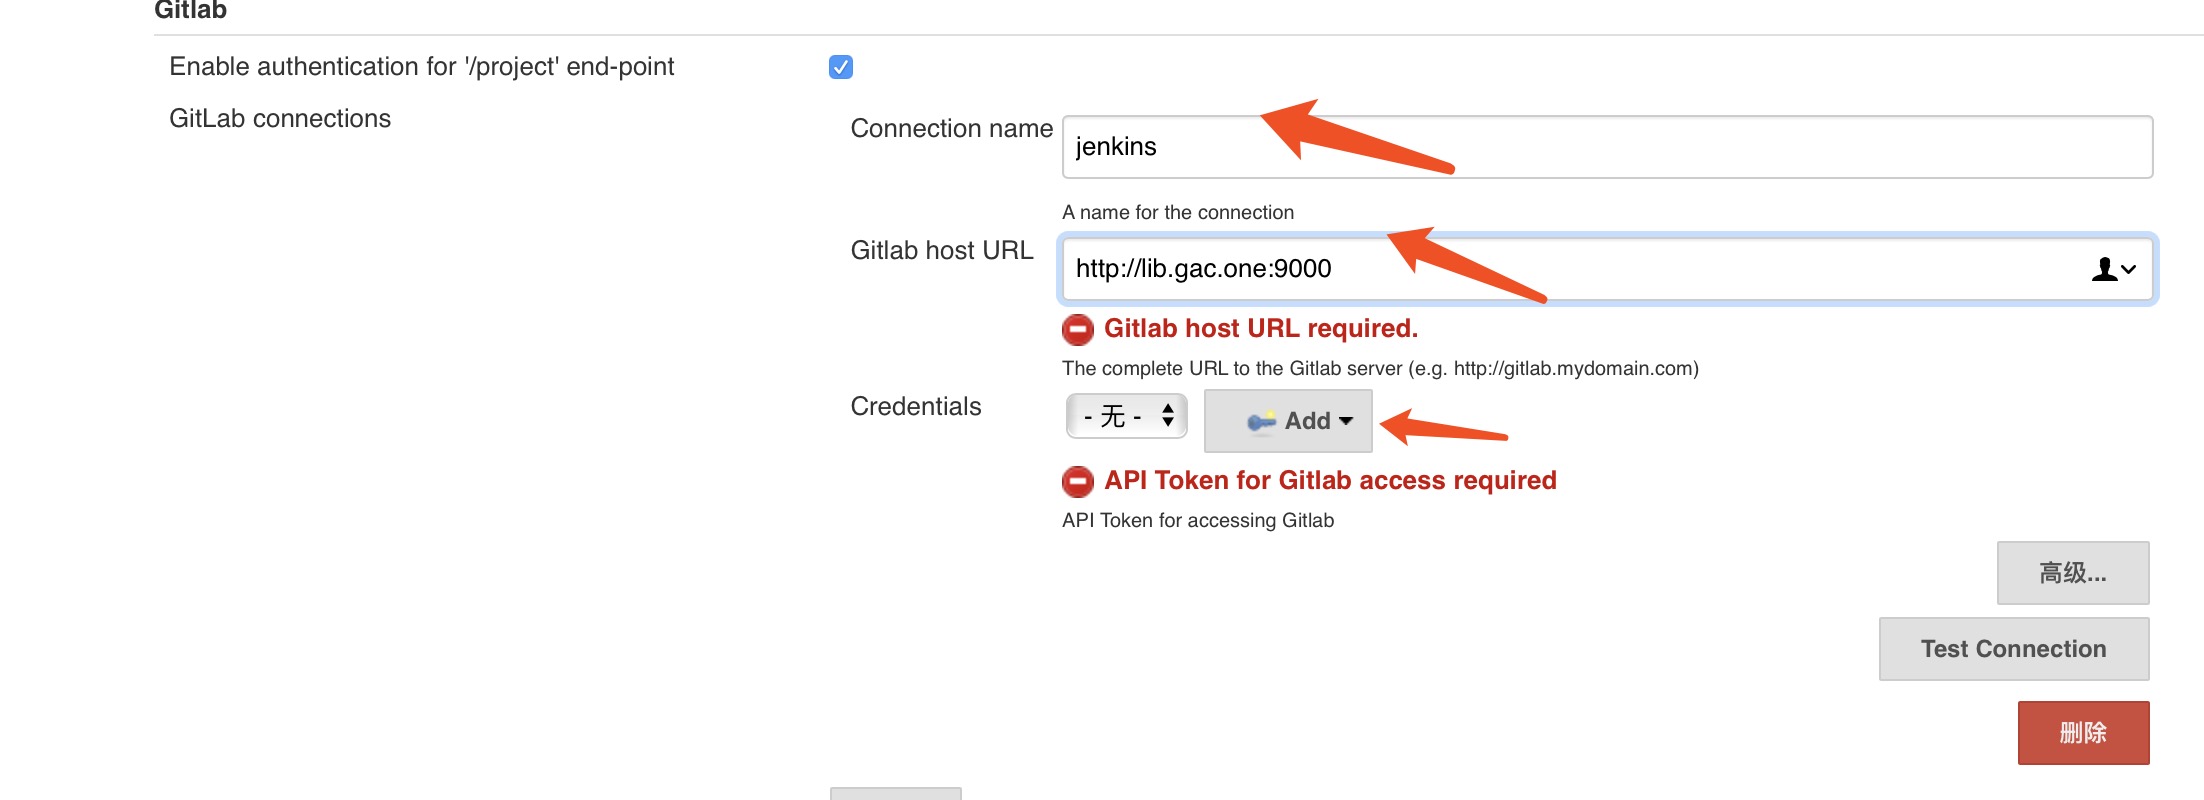 Gitlab
Enable authentication for '/project' end-point
GitLab connections
Connection name
jenkins
A name for the connection
Gitlab host URL
http://lib.gac.one:9000
Gitlab host URL required.
The complete URL to the Gitlab server (e.g. http://gitlab.mydomain.com)
Credentials
- 无 -
Add
API Token for Gitlab access required
API Token for accessing Gitlab
高级...
Test Connection
删除